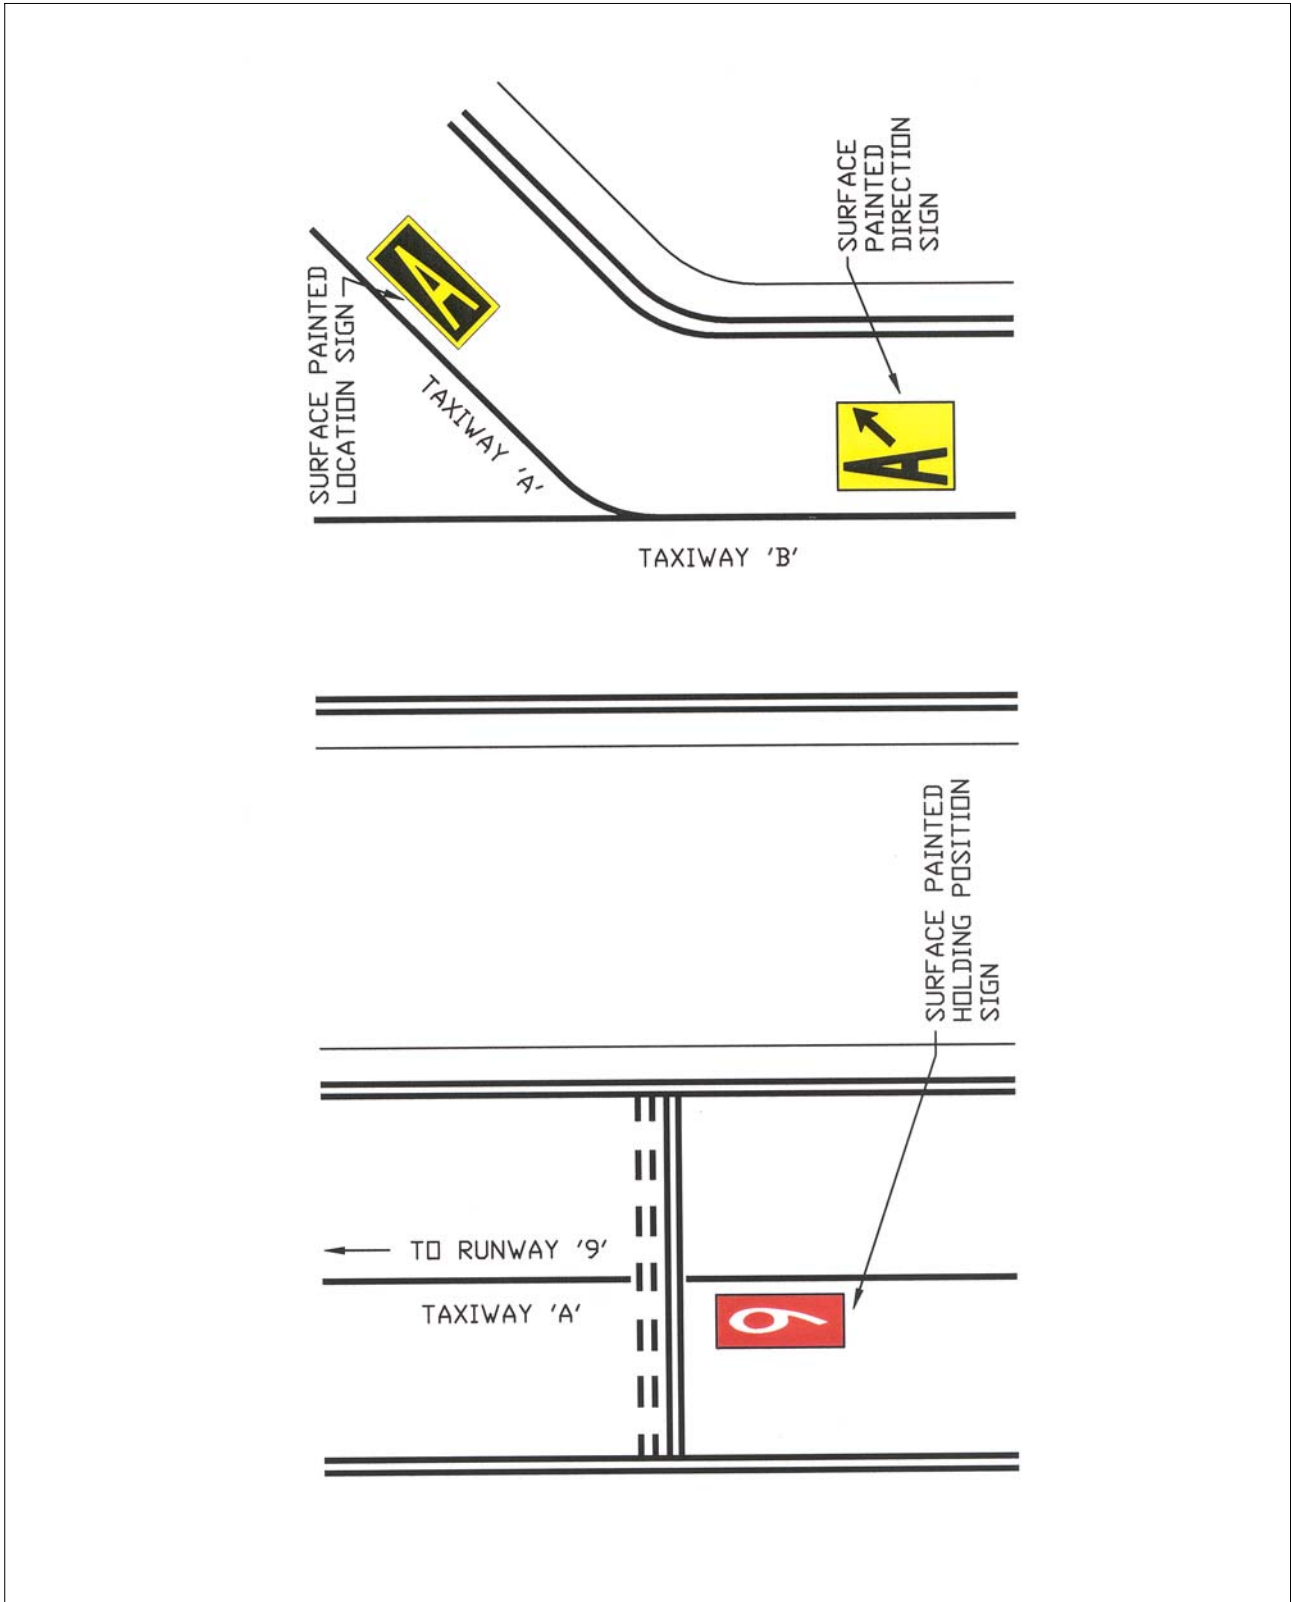 SURFACE PAINTED
LOCATION SIGN
A
TAXIWAY 'A'
SURFACE
PAINTED
DIRECTION
SIGN
A
TAXIWAY 'B'
SURFACE PAINTED
HOLDING POSITION
SIGN
TO RUNWAY '9'
TAXIWAY 'A'
9